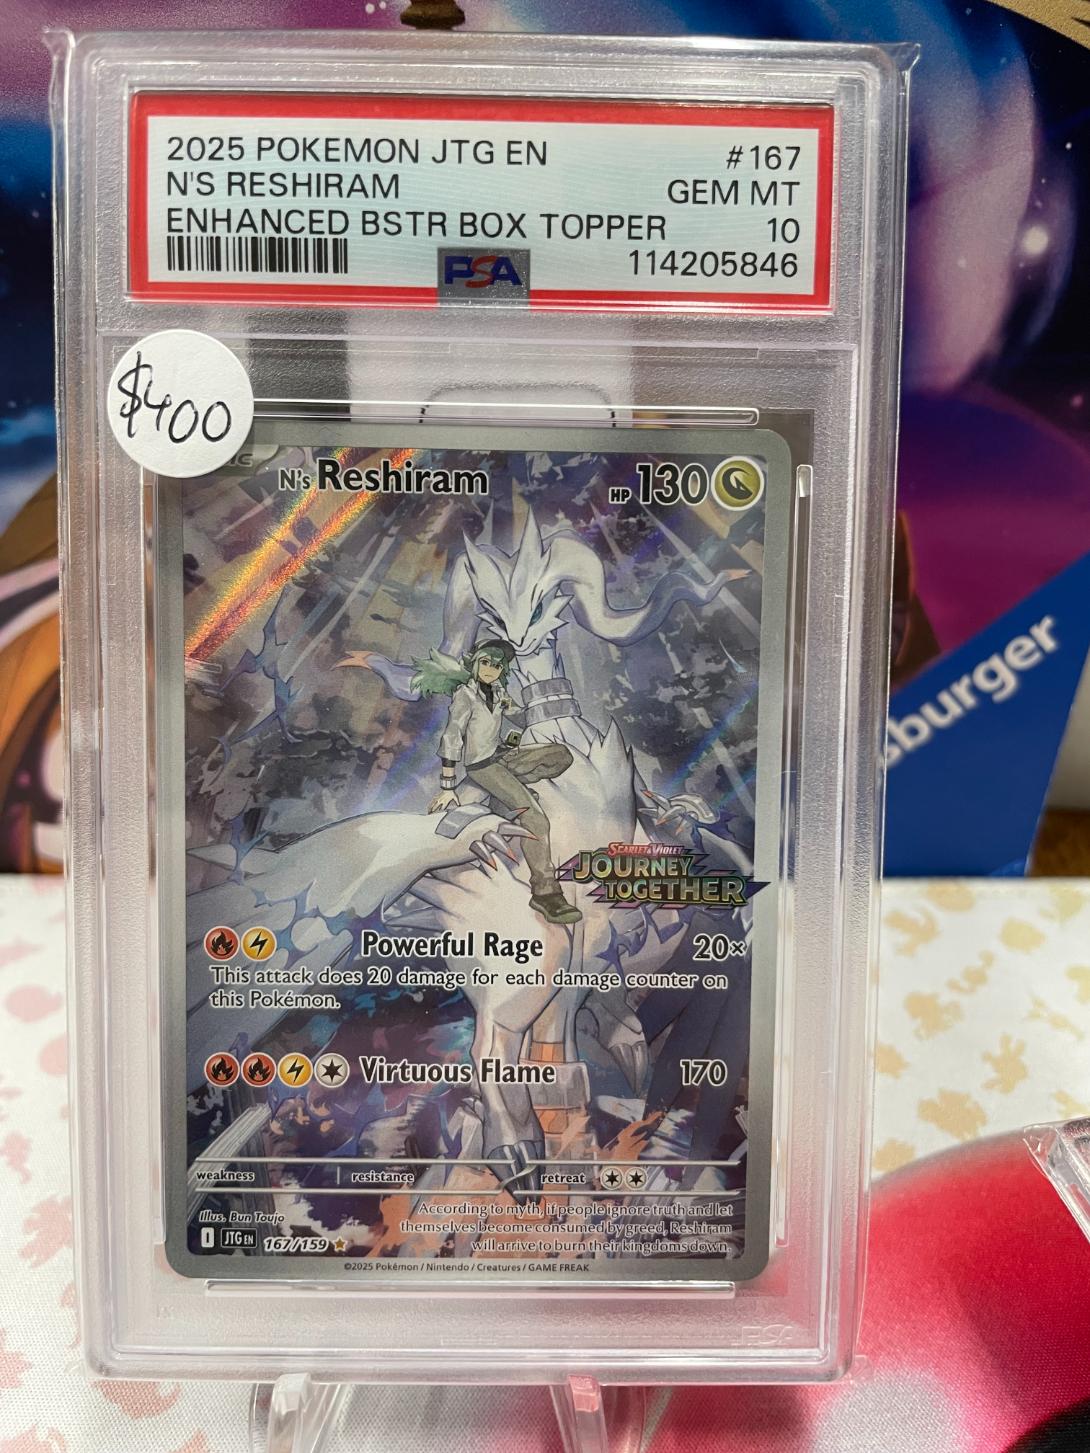 2025 POKEMON JTG EN #167
N'S RESHIRAM GEM MT
ENHANCED BSTR BOX TOPPER 10
PSA 114205846
$400
N's Reshiram HP 130
SCARLET & VIOLET
JOURNEY
TOGETHER
Powerful Rage 20×
This attack does 20 damage for each damage counter on
this Pokémon.
Virtuous Flame 170
weakness resistance retreat
Illus. Bun Toujo
According to myth, if people ignore truth and let
themselves become consumed by greed, Reshiram
will arrive to burn their kingdoms down.
I JTG EN 167/159
©2025 Pokémon / Nintendo / Creatures / GAME FREAK
PSA